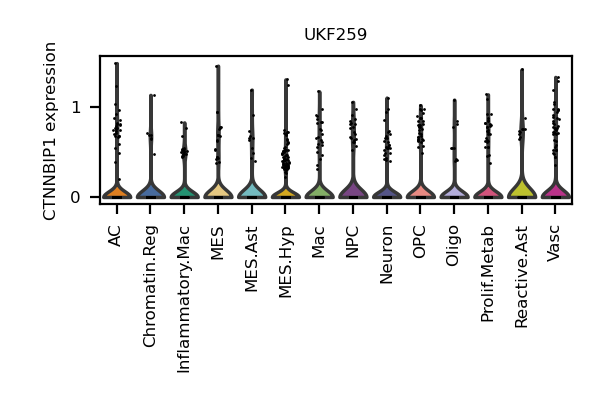 UKF259
CTNNBIP1 expression
1
0
AC
Chromatin.Reg
Inflammatory.Mac
MES
MES.Ast
MES.Hyp
Mac
NPC
Neuron
OPC
Oligo
Prolif.Metab
Reactive.Ast
Vasc